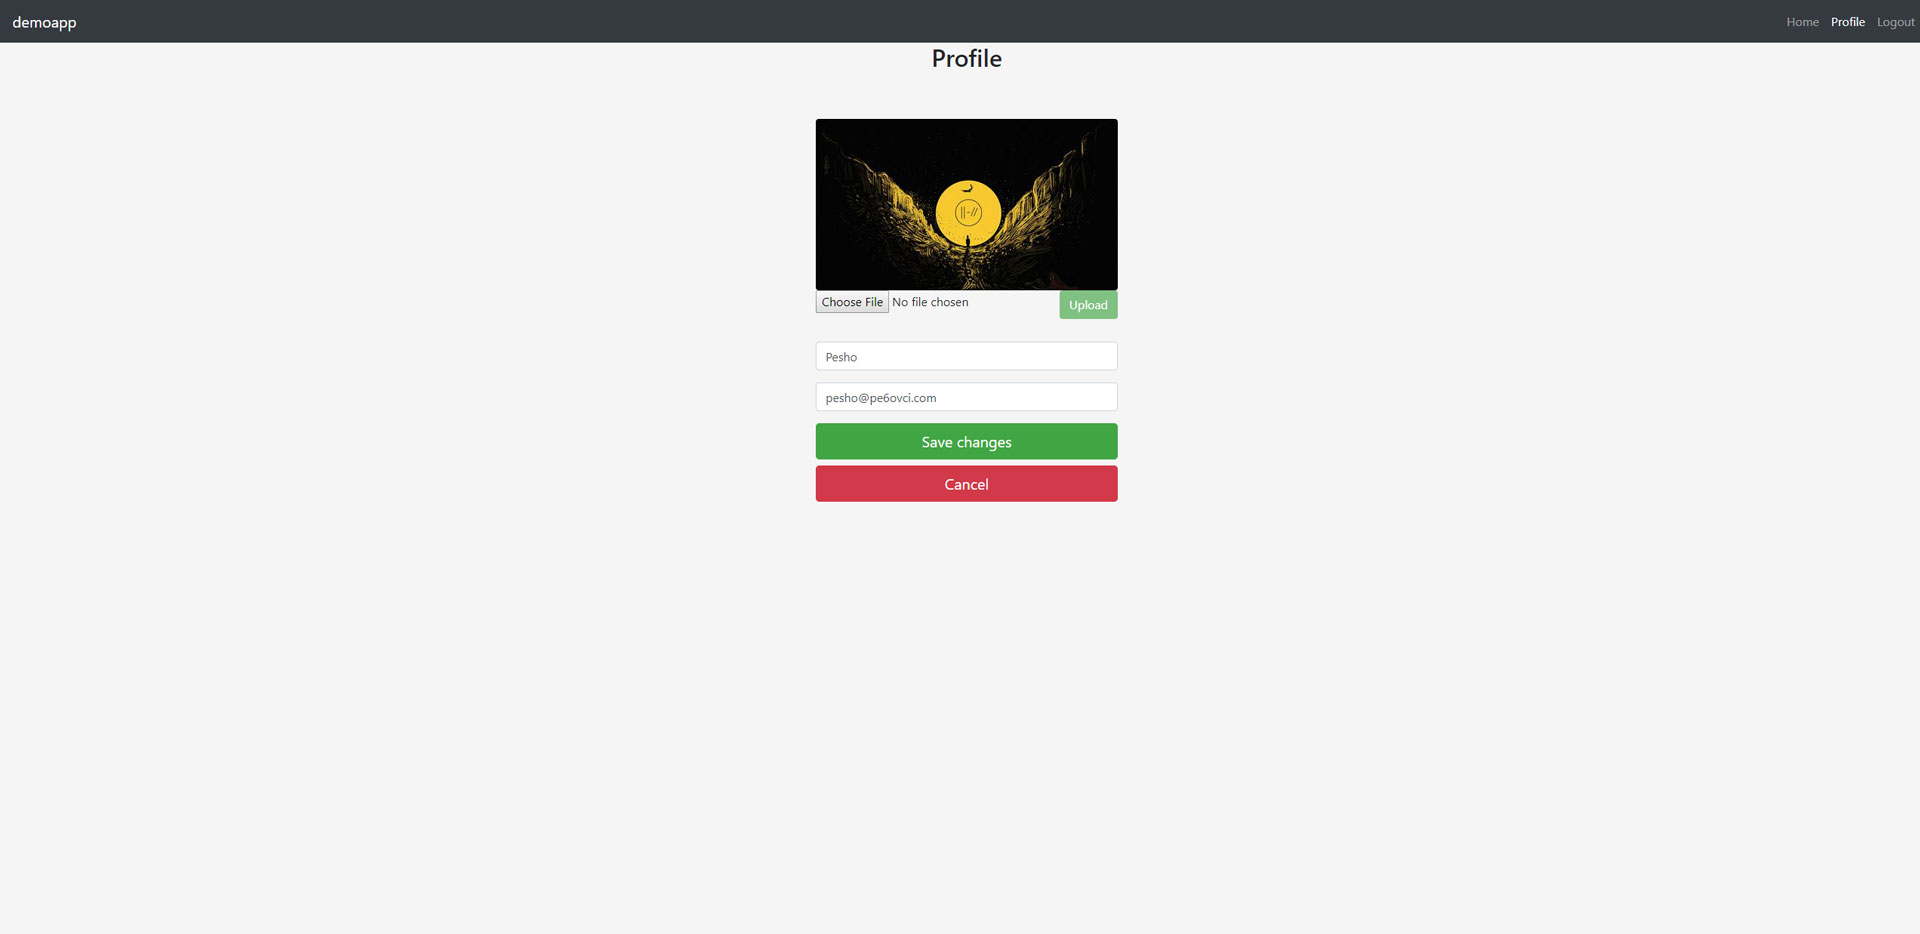 demoapp
Home Profile Logout
Profile
Choose File No file chosen
Upload
Pesho
pesho@pe6ovci.com
Save changes
Cancel